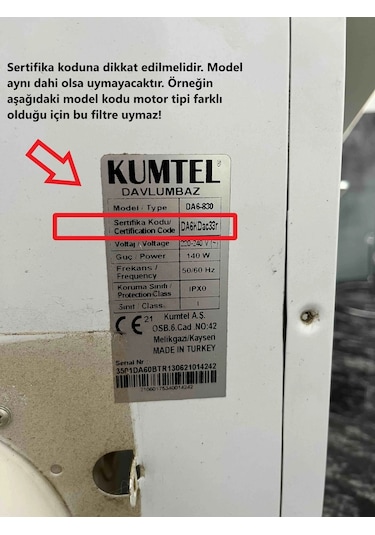 Sertifika koduna dikkat edilmelidir. Model
aynı dahi olsa uymayacaktır. Örneğin
aşağıdaki model kodu motor tipi farklı
olduğu için bu filtre uymaz!
KUMTEL
DAVLUMBAZ
Model / Type DA6-830
Sertifika Kodu/
Certification Code
Voltaj / Voltage 220-240 V (~)
Güç / Power 140 W
Frekans /
Frequency 50/60 Hz
Koruma Sınıfı /
Protection Class IPX0
Sınıf / Class I
CE 21 Kumtel A.Ş.
OSB.6.Cad. NO:42
Melikgazi/Kayseri
MADE IN TURKEY
Serial Nr :
3501DA60BTR130621014242